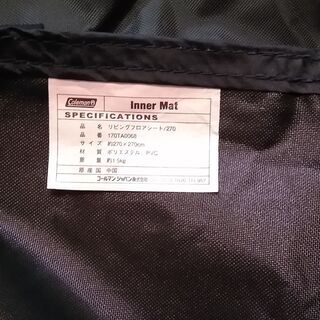 Coleman Inner Mat
SPECIFICATIONS
品 名 リビングフロアシート/270
品 番 170TA0068
サイズ 約270×270cm
材 質 ポリエステル、PVC
重 量 約1.5kg
原産国 中国
コールマン ジャパン株式会社